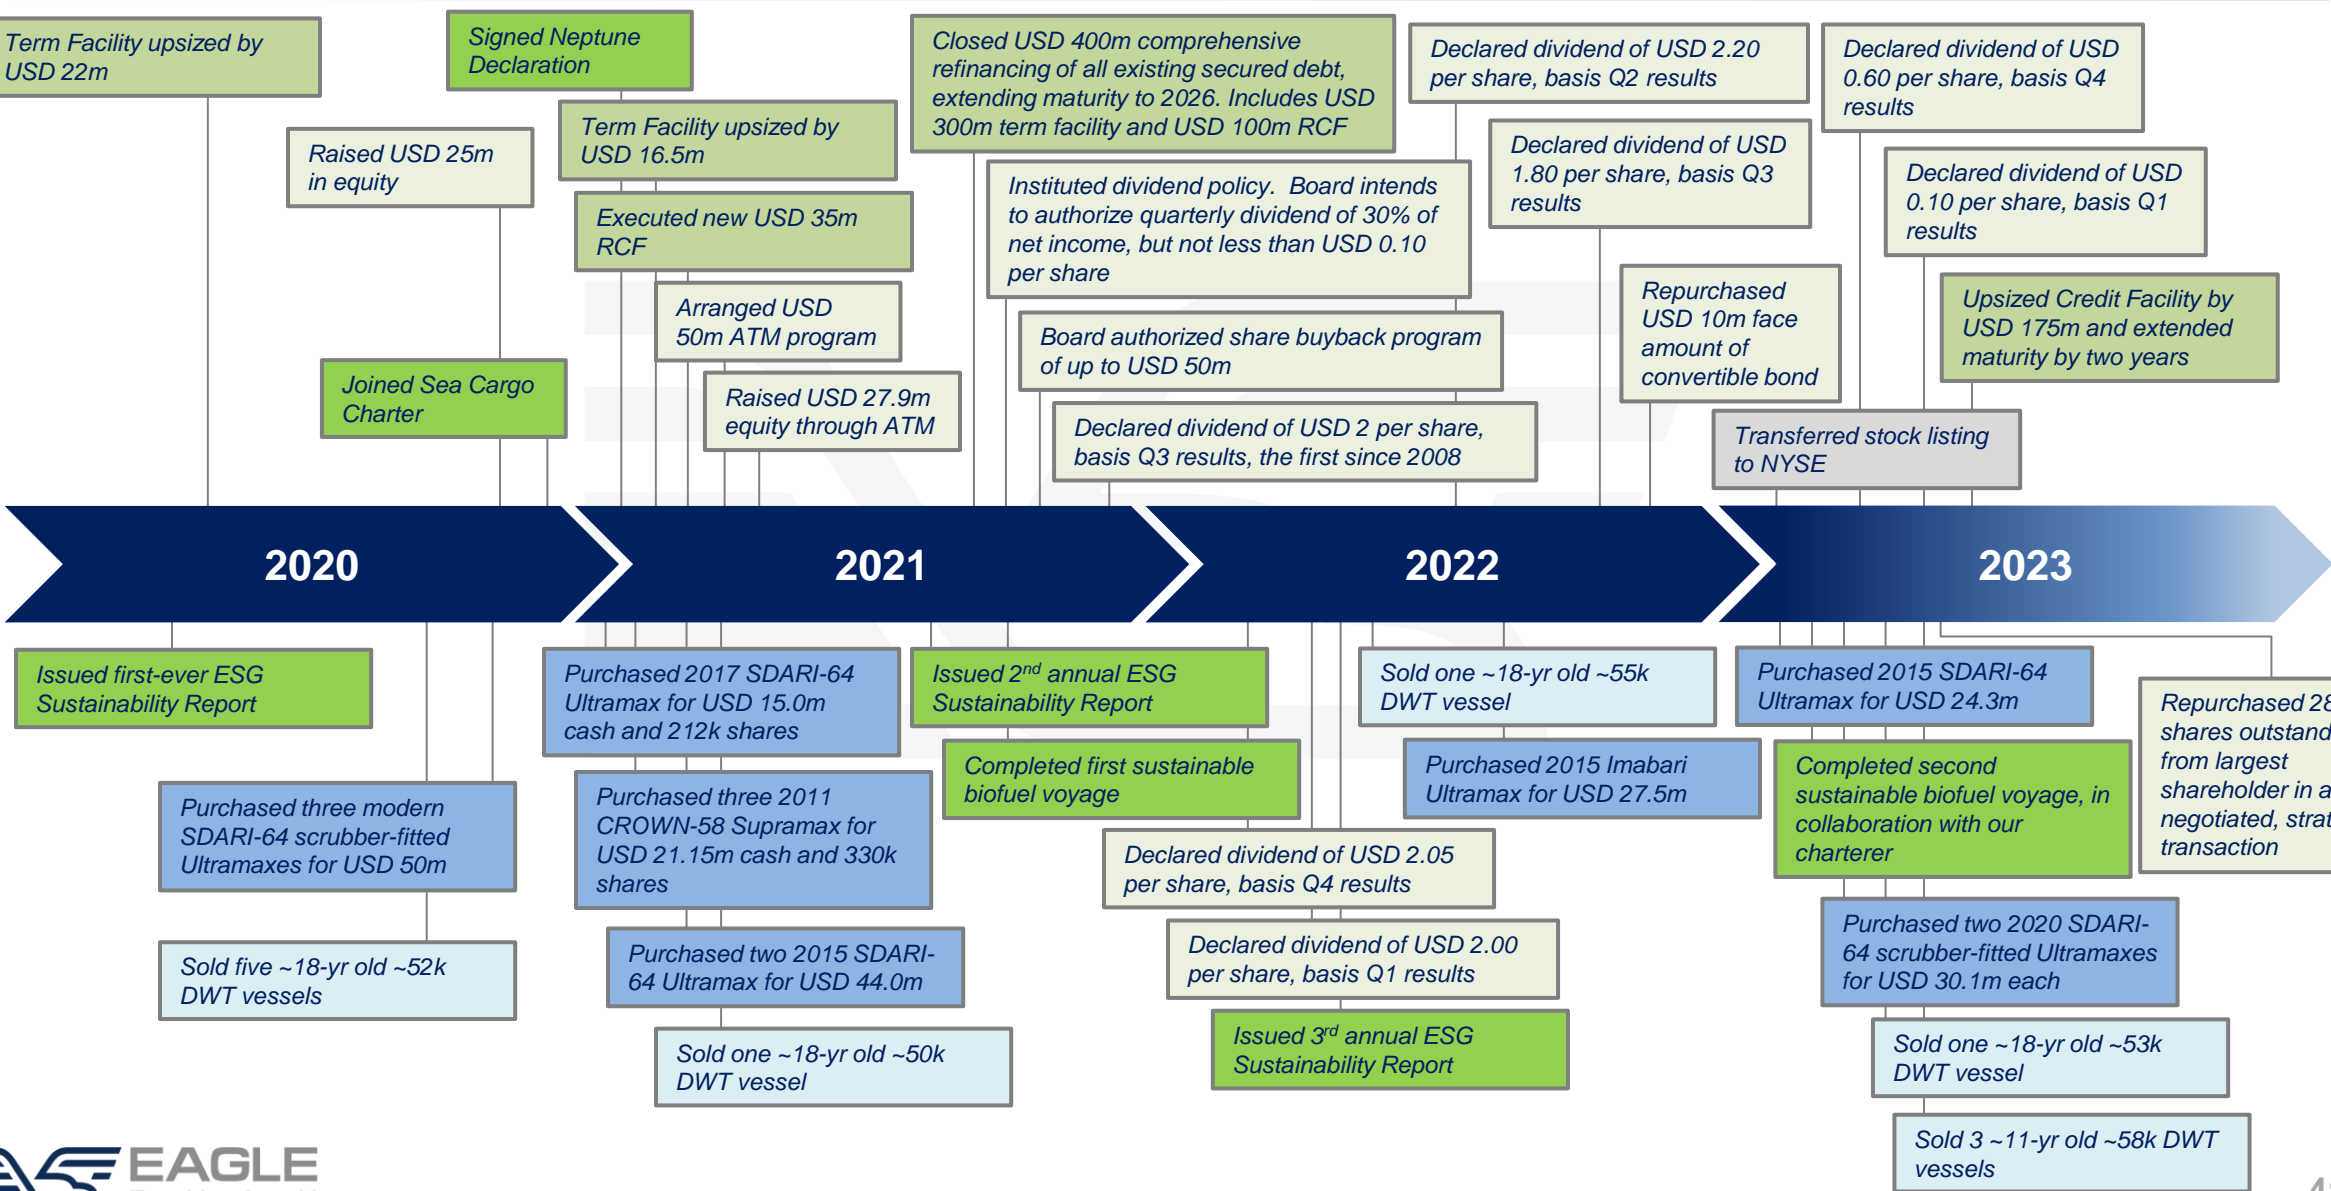 Term Facility upsized by
USD 22m
Signed Neptune
Declaration
Closed USD 400m comprehensive
refinancing of all existing secured debt,
extending maturity to 2026. Includes USD
300m term facility and USD 100m RCF
Declared dividend of USD 2.20
per share, basis Q2 results
Declared dividend of USD
0.60 per share, basis Q4
results
Raised USD 25m
in equity
Term Facility upsized by
USD 16.5m
Declared dividend of USD
1.80 per share, basis Q3
results
Declared dividend of USD
0.10 per share, basis Q1
results
Instituted dividend policy. Board intends
to authorize quarterly dividend of 30% of
net income, but not less than USD 0.10
per share
Executed new USD 35m
RCF
Arranged USD
50m ATM program
Board authorized share buyback program
of up to USD 50m
Repurchased
USD 10m face
amount of
convertible bond
Upsized Credit Facility by
USD 175m and extended
maturity by two years
Joined Sea Cargo
Charter
Raised USD 27.9m
equity through ATM
Declared dividend of USD 2 per share,
basis Q3 results, the first since 2008
Transferred stock listing
to NYSE
2020
2021
2022
2023
Issued first-ever ESG
Sustainability Report
Purchased 2017 SDARI-64
Ultramax for USD 15.0m
cash and 212k shares
Issued 2nd annual ESG
Sustainability Report
Sold one ~18-yr old ~55k
DWT vessel
Purchased 2015 SDARI-64
Ultramax for USD 24.3m
Repurchased 28
shares outstand
from largest
shareholder in a
negotiated, strat
transaction
Purchased three modern
SDARI-64 scrubber-fitted
Ultramaxes for USD 50m
Purchased three 2011
CROWN-58 Supramax for
USD 21.15m cash and 330k
shares
Completed first sustainable
biofuel voyage
Purchased 2015 Imabari
Ultramax for USD 27.5m
Completed second
sustainable biofuel voyage, in
collaboration with our
charterer
Declared dividend of USD 2.05
per share, basis Q4 results
Sold five ~18-yr old ~52k
DWT vessels
Purchased two 2015 SDARI-
64 Ultramax for USD 44.0m
Declared dividend of USD 2.00
per share, basis Q1 results
Purchased two 2020 SDARI-
64 scrubber-fitted Ultramaxes
for USD 30.1m each
Sold one ~18-yr old ~50k
DWT vessel
Issued 3rd annual ESG
Sustainability Report
Sold one ~18-yr old ~53k
DWT vessel
Sold 3 ~11-yr old ~58k DWT
vessels
EAGLE